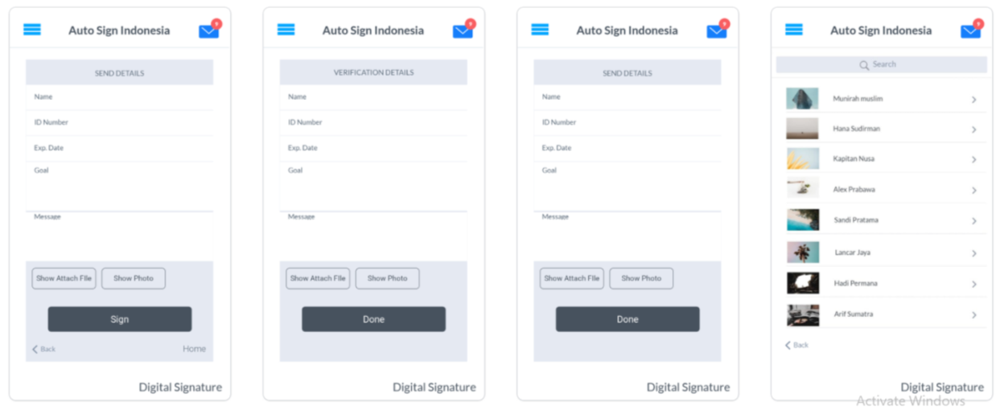 Auto Sign Indonesia
9
SEND DETAILS
Name
ID Number
Exp. Date
Goal
Message
Show Attach File
Show Photo
Sign
Back
Home
Digital Signature
Auto Sign Indonesia
9
VERIFICATION DETAILS
Name
ID Number
Exp. Date
Goal
Message
Show Attach File
Show Photo
Done
Digital Signature
Auto Sign Indonesia
9
SEND DETAILS
Name
ID Number
Exp. Date
Goal
Message
Show Attach File
Show Photo
Done
Digital Signature
Auto Sign Indonesia
9
Search
Munirah muslim
Hana Sudirman
Kapitan Nusa
Alex Prabawa
Sandi Pratama
Lancar Jaya
Hadi Permana
Arif Sumatra
Back
Digital Signature
Activate Windows